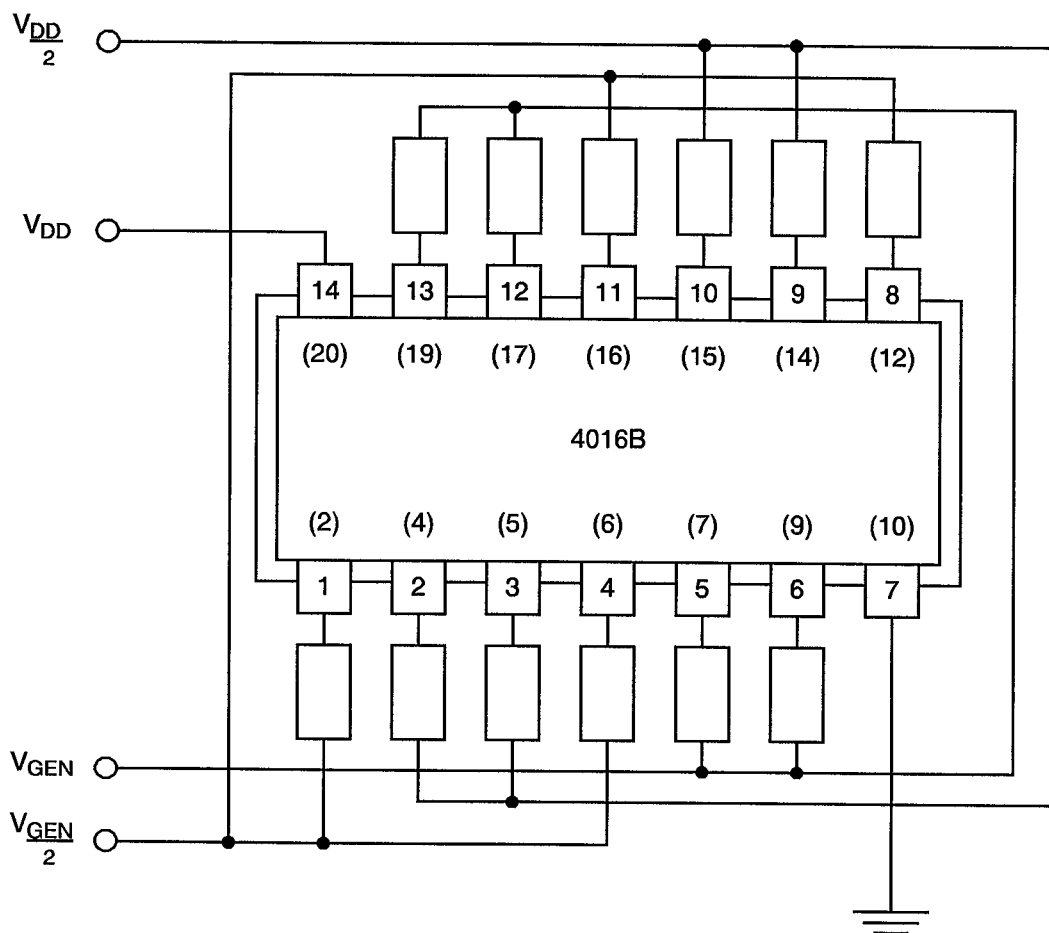 VDD
2
VDD
14 13 12 11 10 9 8
(20) (19) (17) (16) (15) (14) (12)
4016B
(2) (4) (5) (6) (7) (9) (10)
1 2 3 4 5 6 7
VGEN
VGEN
2